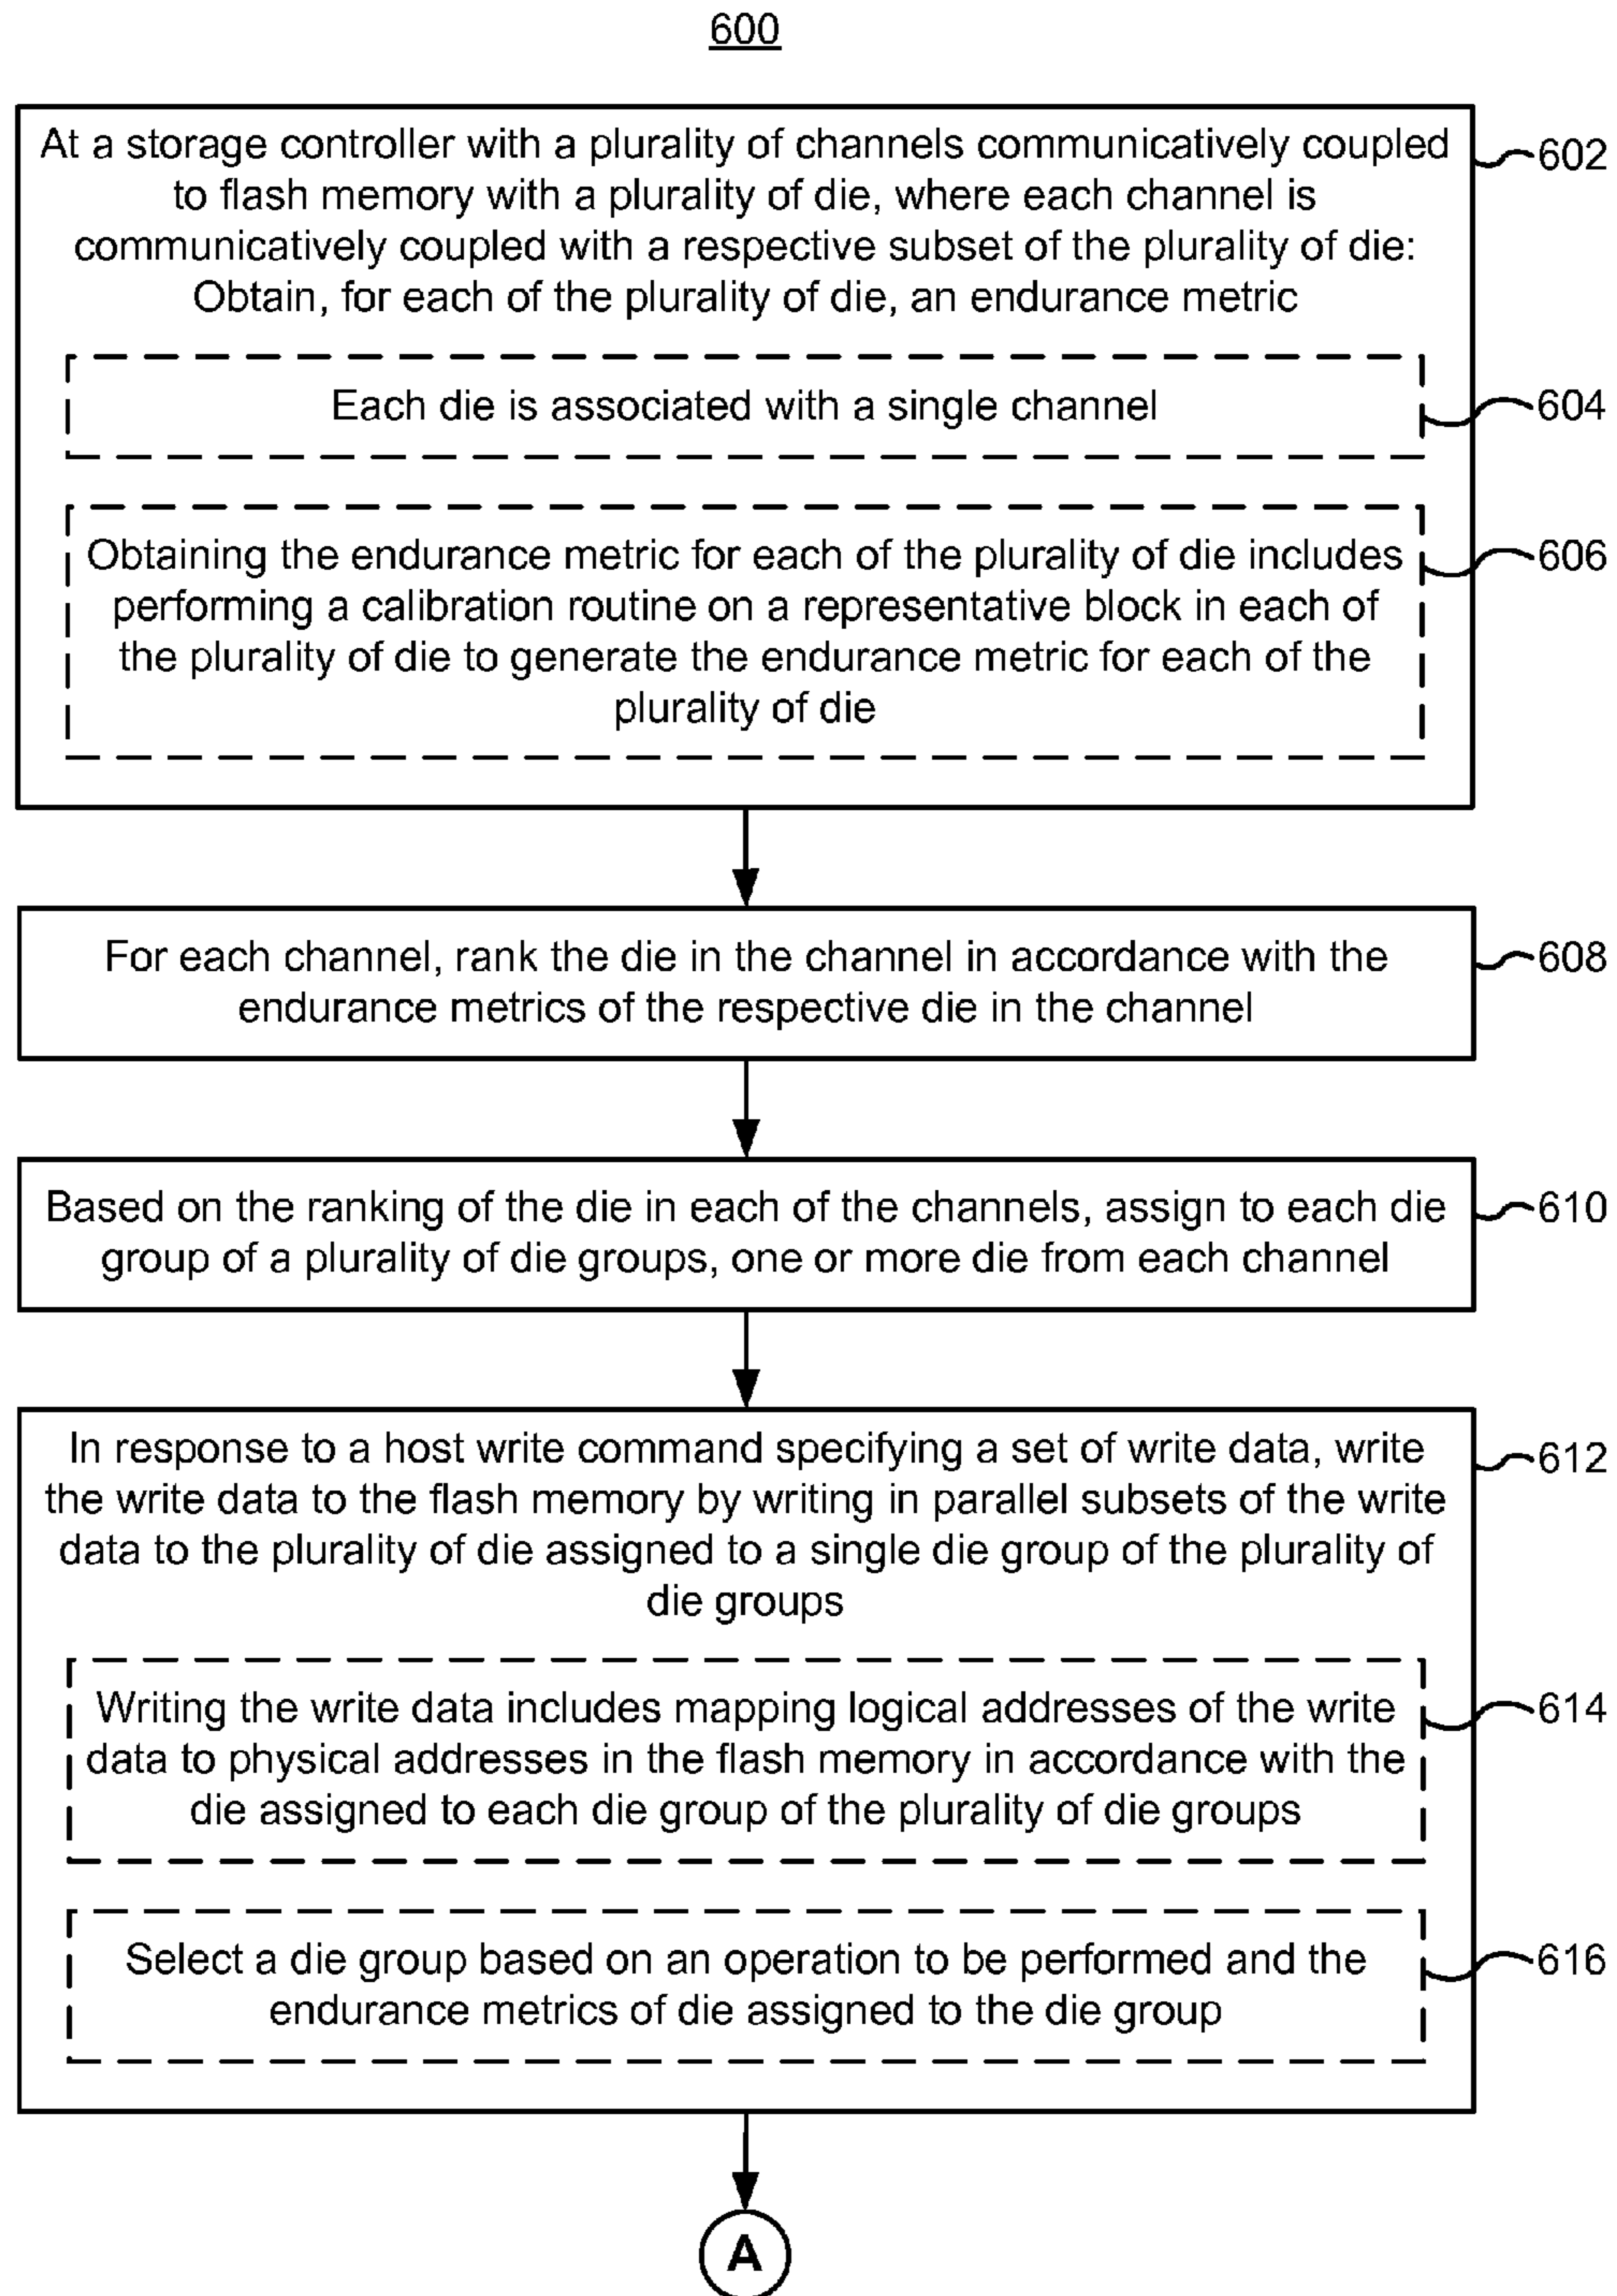 600
At a storage controller with a plurality of channels communicatively coupled
to flash memory with a plurality of die, where each channel is
communicatively coupled with a respective subset of the plurality of die:
Obtain, for each of the plurality of die, an endurance metric
602
Each die is associated with a single channel
604
Obtaining the endurance metric for each of the plurality of die includes
performing a calibration routine on a representative block in each of
the plurality of die to generate the endurance metric for each of the
plurality of die
606
For each channel, rank the die in the channel in accordance with the
endurance metrics of the respective die in the channel
608
Based on the ranking of the die in each of the channels, assign to each die
group of a plurality of die groups, one or more die from each channel
610
In response to a host write command specifying a set of write data, write
the write data to the flash memory by writing in parallel subsets of the write
data to the plurality of die assigned to a single die group of the plurality of
die groups
612
Writing the write data includes mapping logical addresses of the write
data to physical addresses in the flash memory in accordance with the
die assigned to each die group of the plurality of die groups
614
Select a die group based on an operation to be performed and the
endurance metrics of die assigned to the die group
616
A